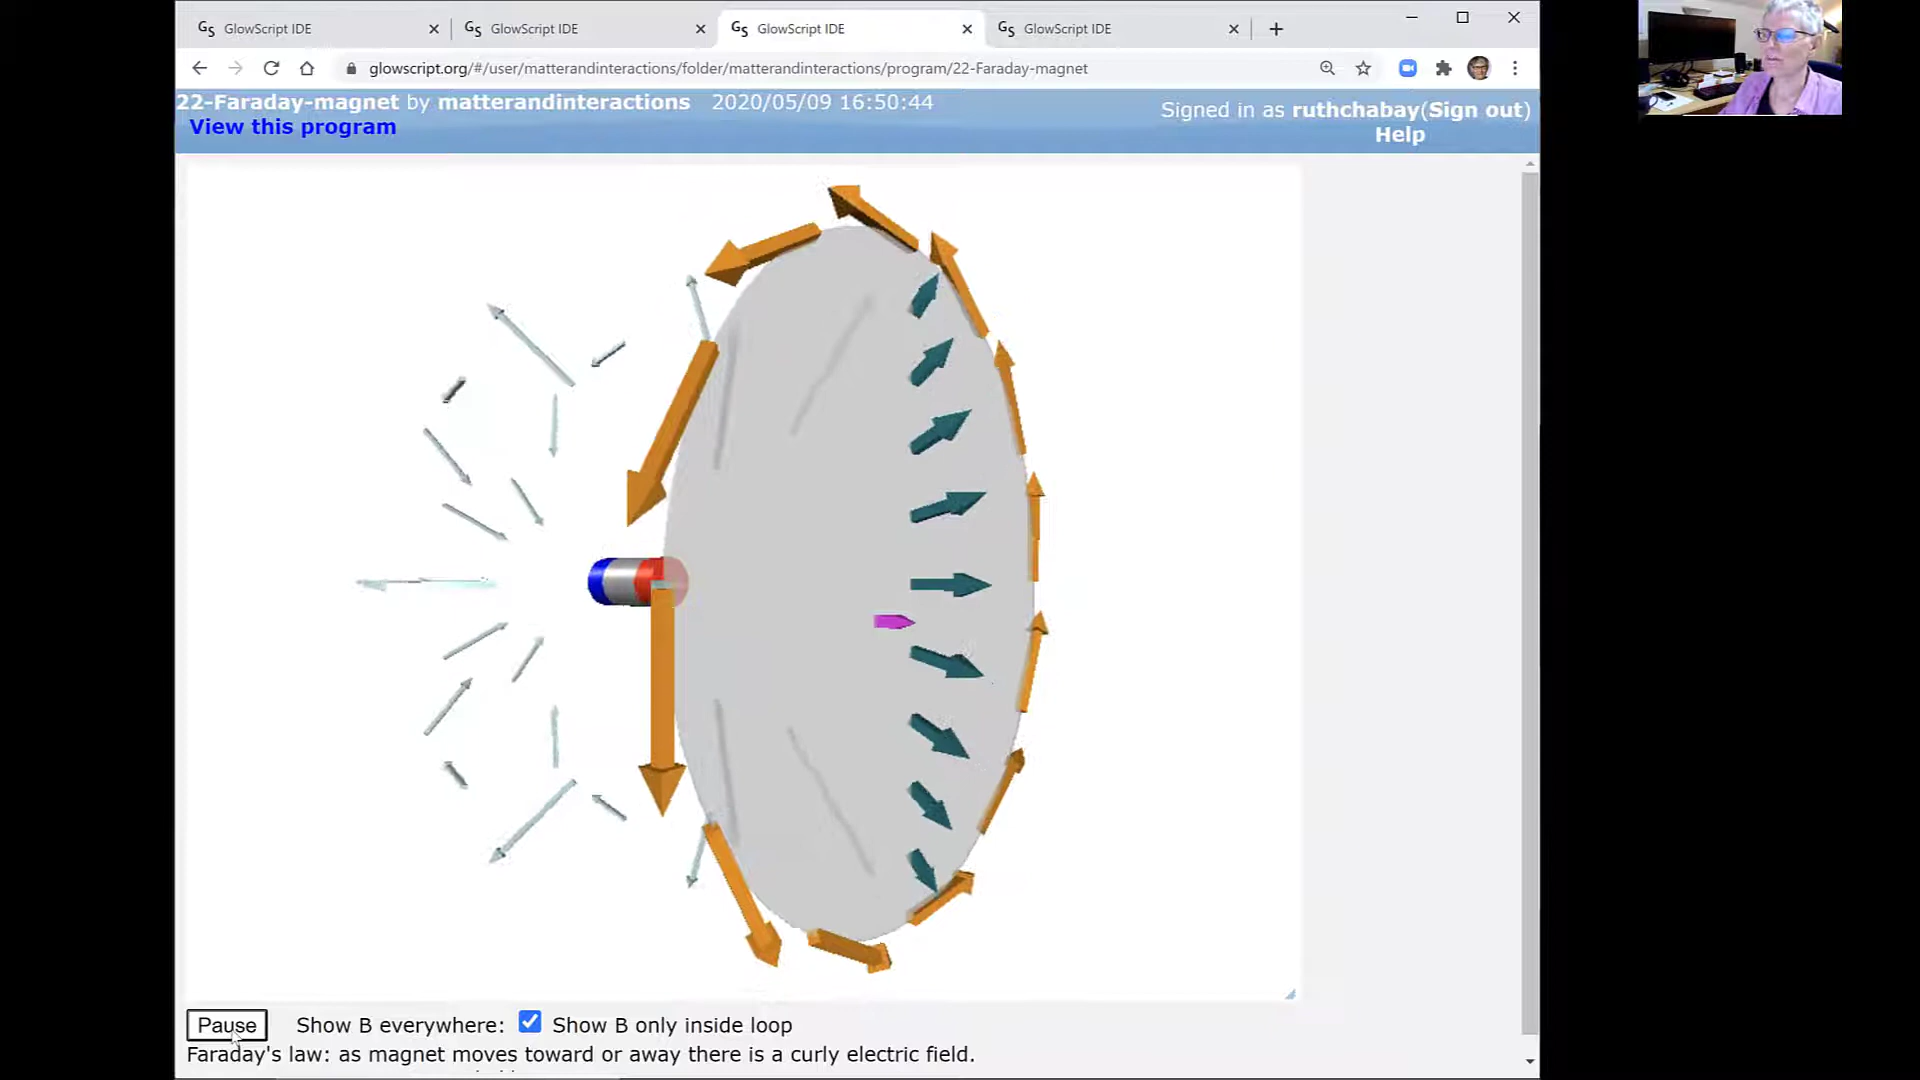 GlowScript IDE
GlowScript IDE
GlowScript IDE
GlowScript IDE
glowscript.org/#/user/matterandinteractions/folder/matterandinteractions/program/22-Faraday-magnet
22-Faraday-magnet by matterandinteractions 2020/05/09 16:50:44
View this program
Signed in as ruthchabay(Sign out)
Help
Pause Show B everywhere: Show B only inside loop
Faraday's law: as magnet moves toward or away there is a curly electric field.